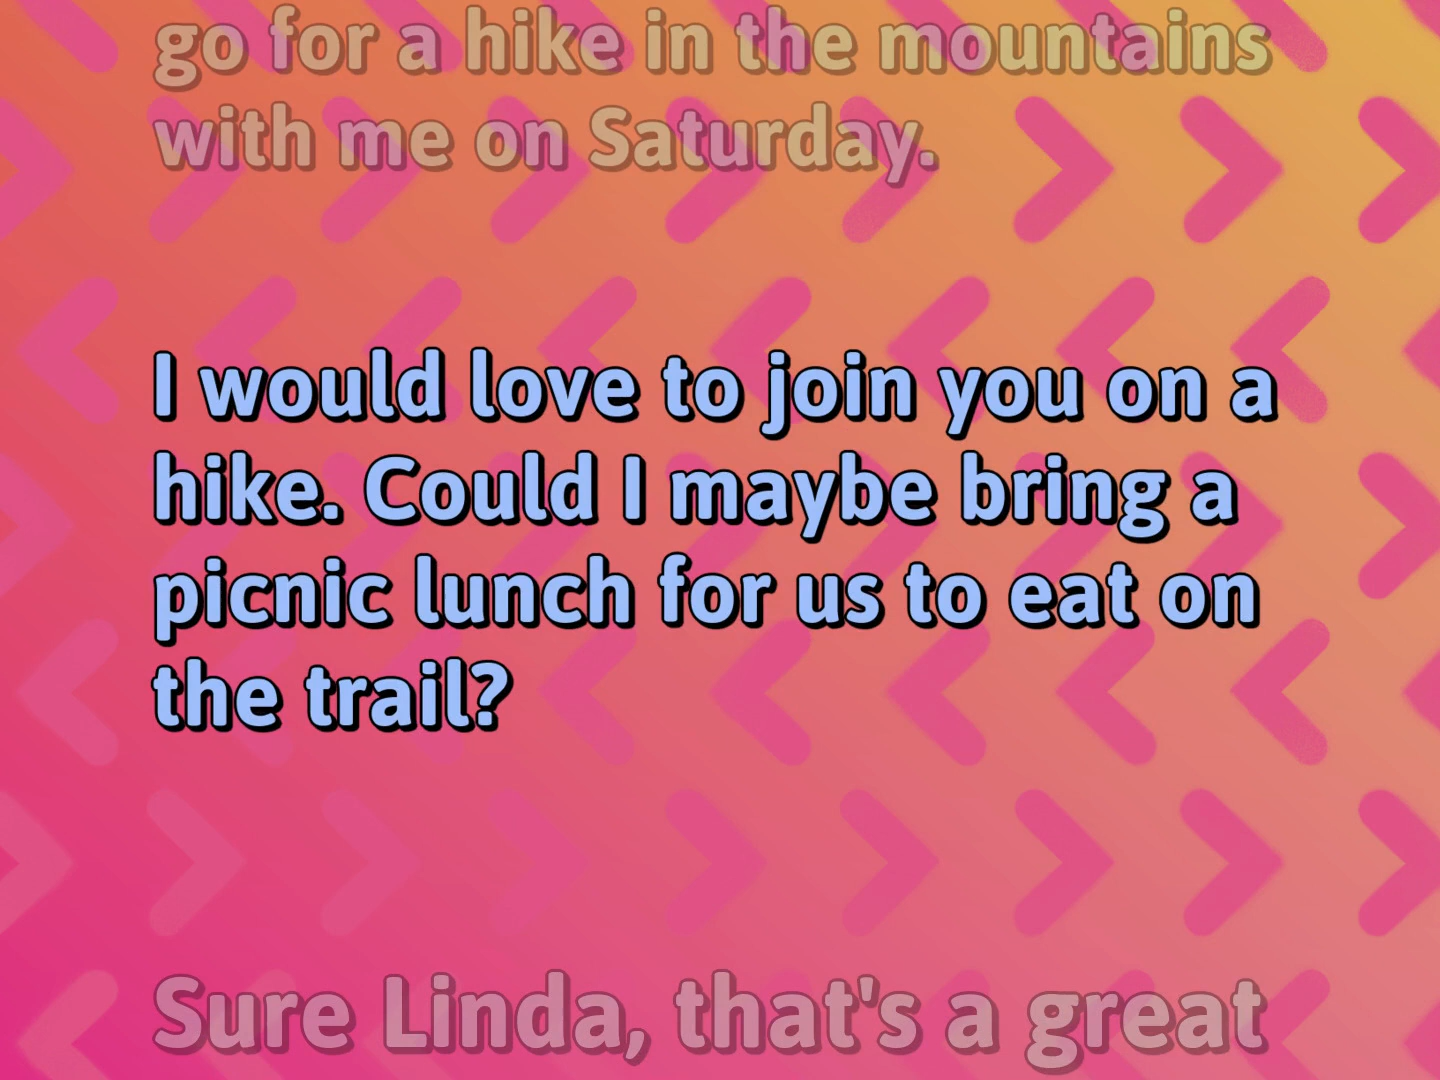 go for a hike in the mountains
with me on Saturday.
I would love to join you on a
hike. Could I maybe bring a
picnic lunch for us to eat on
the trail?
Sure Linda, that's a great